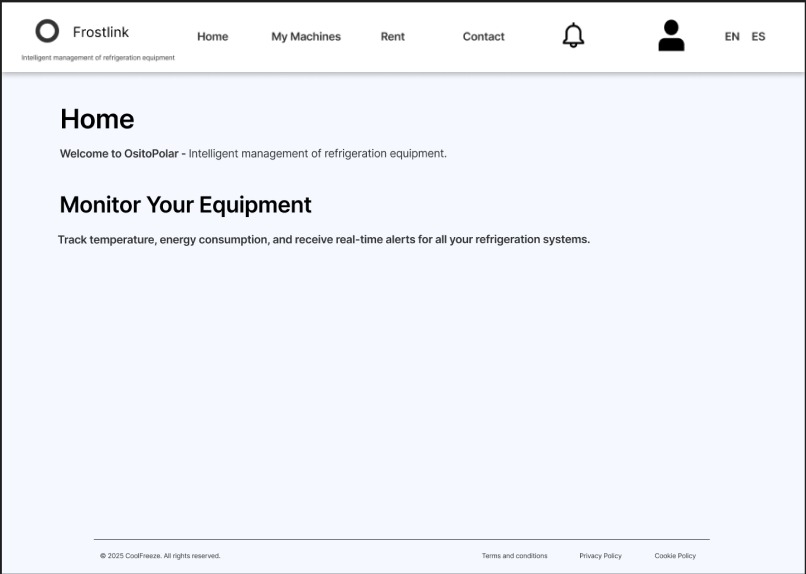 Frostlink
Intelligent management of refrigeration equipment
Home
My Machines
Rent
Contact
EN
ES
Home
Welcome to OsitoPolar - Intelligent management of refrigeration equipment.
Monitor Your Equipment
Track temperature, energy consumption, and receive real-time alerts for all your refrigeration systems.
© 2025 CoolFreeze. All rights reserved.
Terms and conditions
Privacy Policy
Cookie Policy